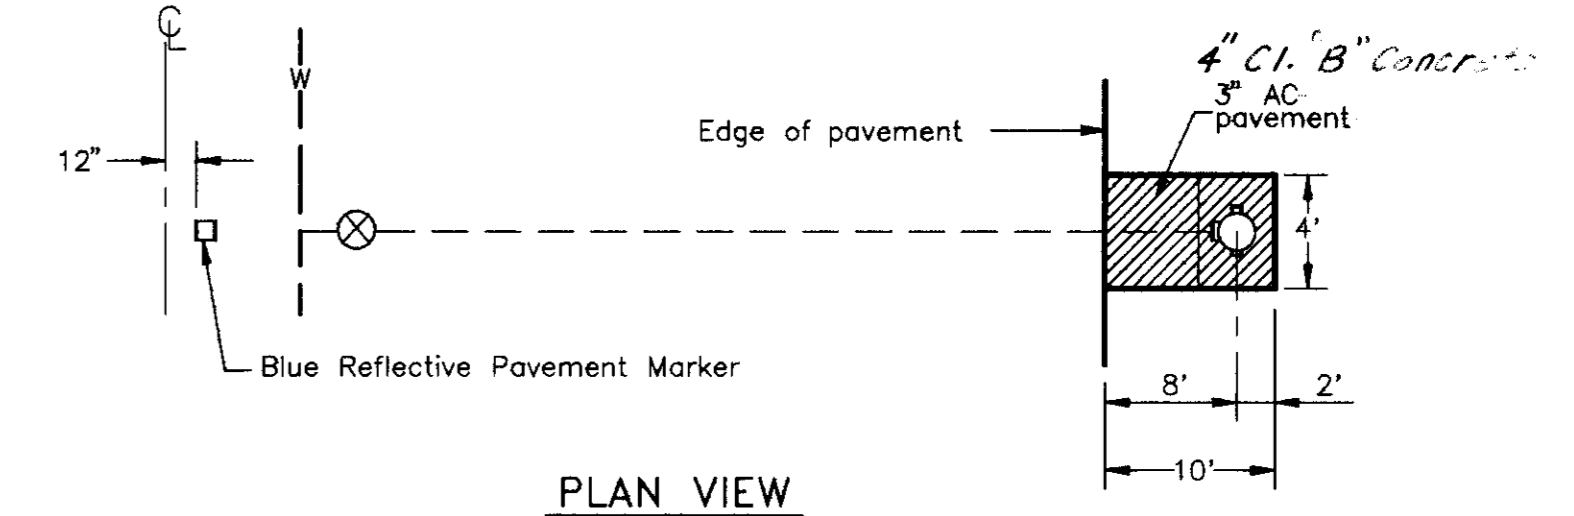 ℄
W
4" Cl. "B" Concrete
3" AC
pavement
Edge of pavement
12"
4'
Blue Reflective Pavement Marker
8'
2'
10'
PLAN VIEW